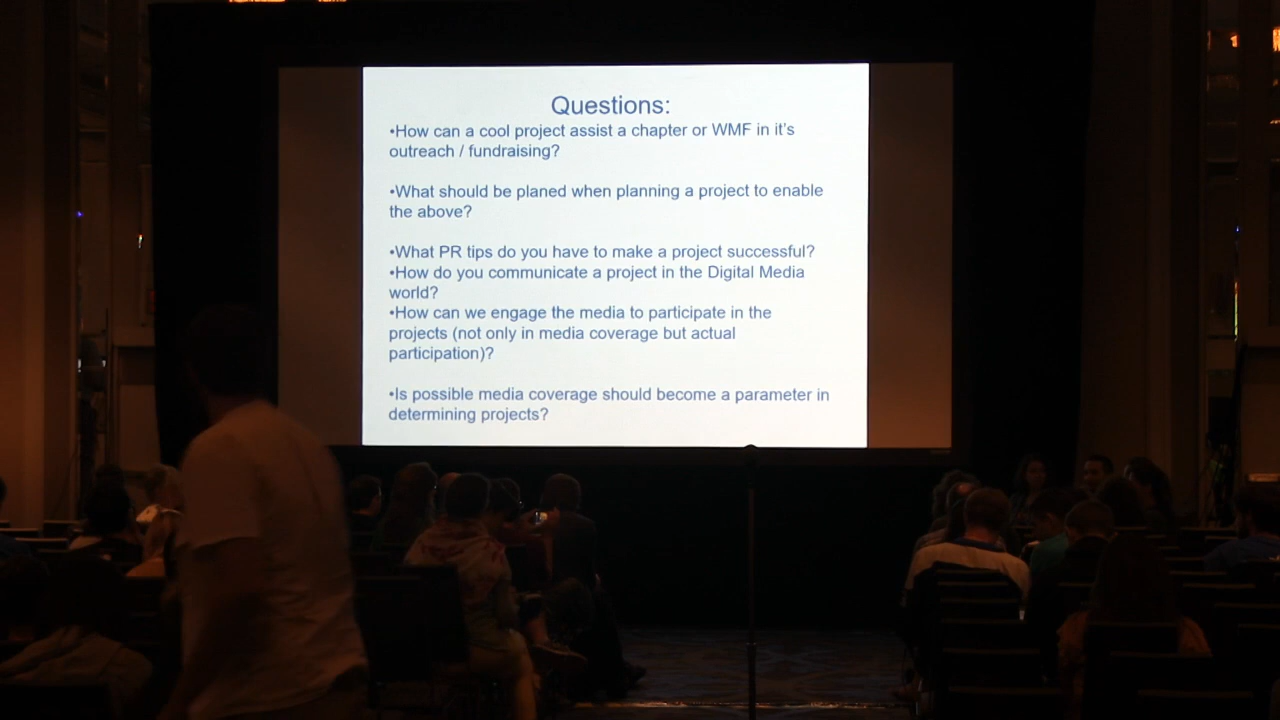 Questions:
•How can a cool project assist a chapter or WMF in it's
outreach / fundraising?
•What should be planed when planning a project to enable
the above?
•What PR tips do you have to make a project successful?
•How do you communicate a project in the Digital Media
world?
•How can we engage the media to participate in the
projects (not only in media coverage but actual
participation)?
•Is possible media coverage should become a parameter in
determining projects?